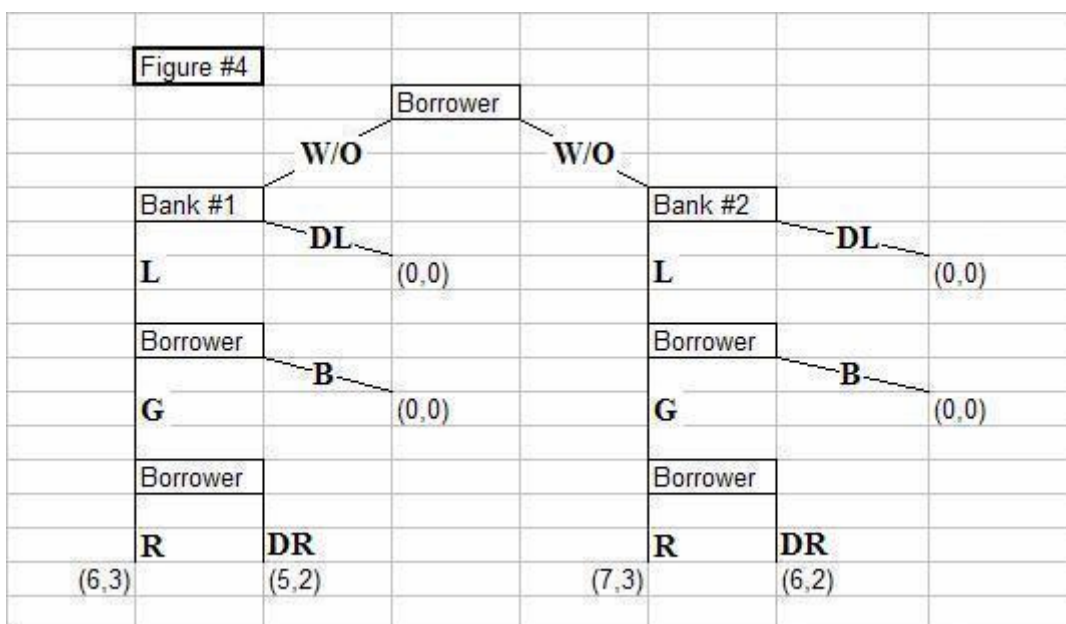 Figure #4
Borrower
W/O W/O
Bank #1 Bank #2
DL DL
L (0,0) L (0,0)
Borrower Borrower
B B
G (0,0) G (0,0)
Borrower Borrower
R DR R DR
(6,3) (5,2) (7,3) (6,2)